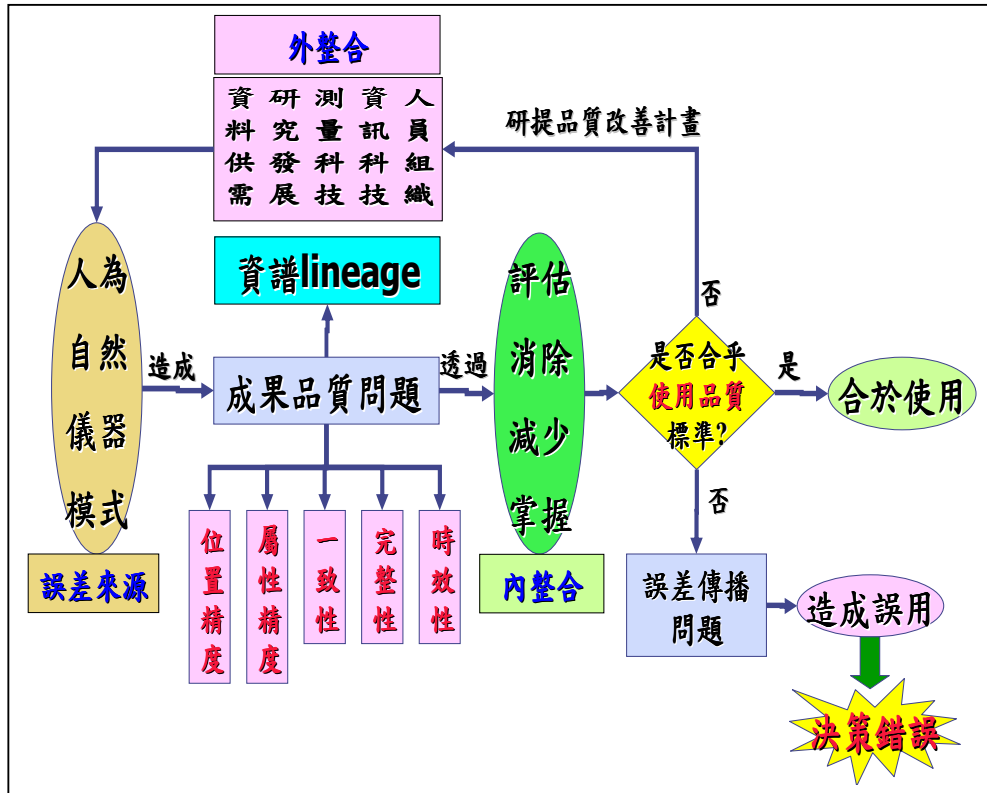 外整合
資料供需
研究發展
測量科技
資訊科技
人員組織
研提品質改善計畫
人為
自然
儀器
模式
誤差來源
造成
資譜lineage
成果品質問題
位置精度
屬性精度
一致性
完整性
時效性
透過
評估
消除
減少
掌握
內整合
否
是否合乎
使用品質
標準?
是
合於使用
否
誤差傳播
問題
造成誤用
決策錯誤